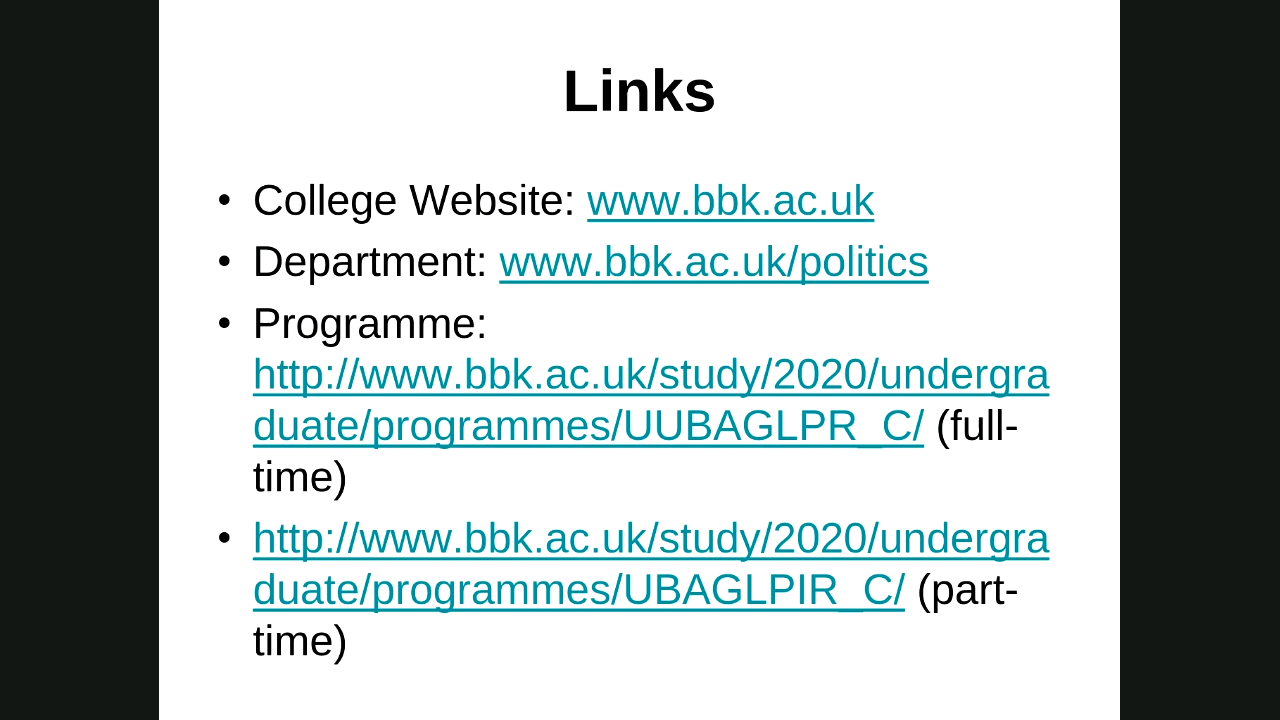 Links
• College Website: www.bbk.ac.uk
• Department: www.bbk.ac.uk/politics
• Programme:
http://www.bbk.ac.uk/study/2020/undergra
duate/programmes/UUBAGLPR_C/ (full-
time)
• http://www.bbk.ac.uk/study/2020/undergra
duate/programmes/UBAGLPIR_C/ (part-
time)